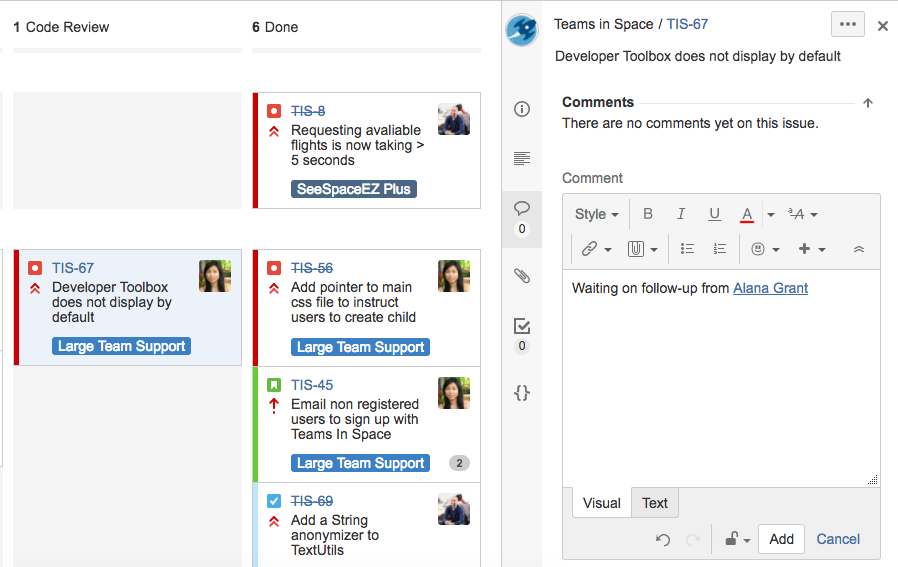 1 Code Review
6 Done
TIS-8
Requesting avaliable
flights is now taking >
5 seconds
SeeSpaceEZ Plus
TIS-67
Developer Toolbox
does not display by
default
Large Team Support
TIS-56
Add pointer to main
css file to instruct
users to create child
Large Team Support
TIS-45
Email non registered
users to sign up with
Teams In Space
Large Team Support
2
TIS-69
Add a String
anonymizer to
TextUtils
0
0
Teams in Space / TIS-67
Developer Toolbox does not display by default
Comments
There are no comments yet on this issue.
Comment
Style B I U A ªA
Waiting on follow-up from Alana Grant
Visual Text
Add Cancel